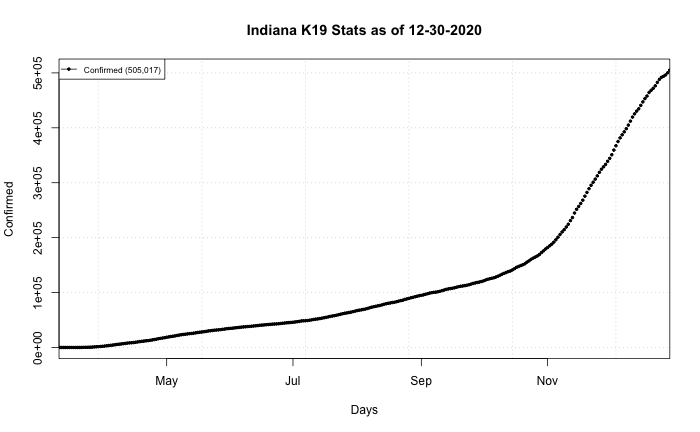 Indiana K19 Stats as of 12-30-2020
Confirmed (505,017)
5e+05
4e+05
3e+05
2e+05
1e+05
0e+00
Confirmed
May Jul Sep Nov
Days